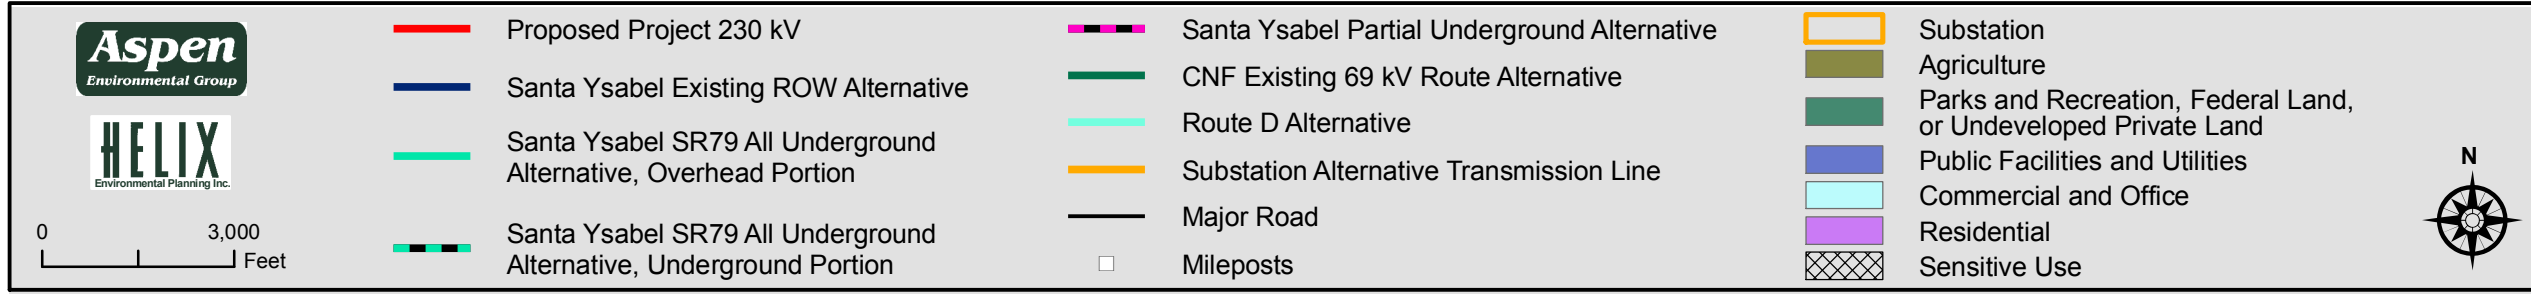 Aspen
Environmental Group
HELIX
Environmental Planning Inc.
0 3,000
Feet
Proposed Project 230 kV
Santa Ysabel Existing ROW Alternative
Santa Ysabel SR79 All Underground
Alternative, Overhead Portion
Santa Ysabel SR79 All Underground
Alternative, Underground Portion
Santa Ysabel Partial Underground Alternative
CNF Existing 69 kV Route Alternative
Route D Alternative
Substation Alternative Transmission Line
Major Road
Mileposts
Substation
Agriculture
Parks and Recreation, Federal Land,
or Undeveloped Private Land
Public Facilities and Utilities
Commercial and Office
Residential
Sensitive Use
N